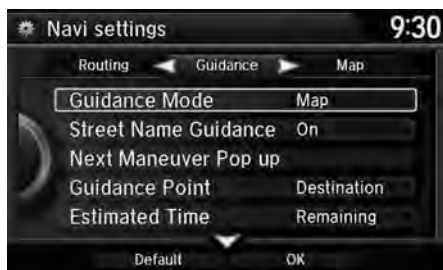 Navi settings 9:30
Routing Guidance Map
Guidance Mode Map
Street Name Guidance On
Next Maneuver Pop up
Guidance Point Destination
Estimated Time Remaining
Default OK